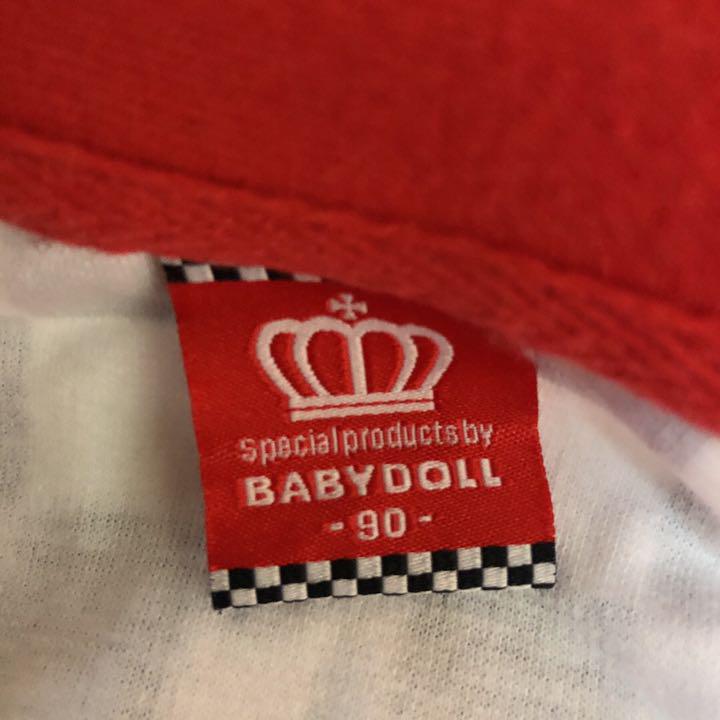 Special products by
BABYDOLL
- 90 -